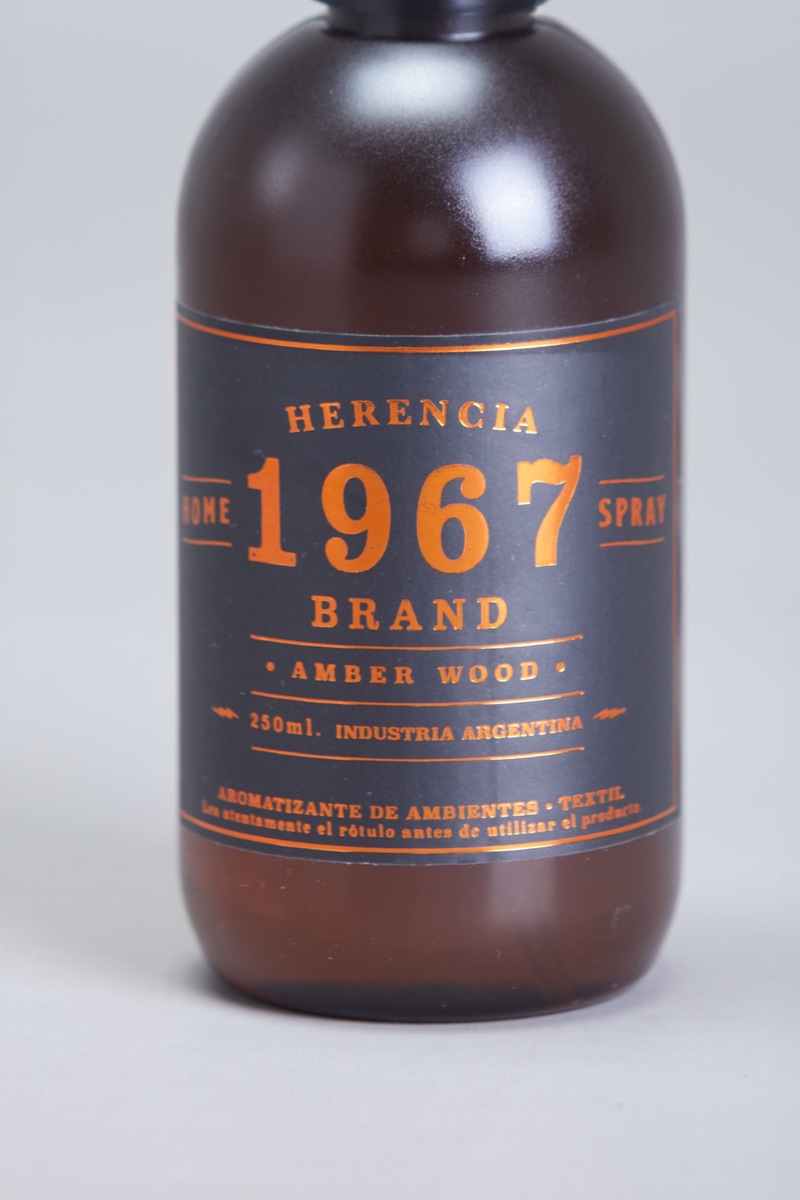 HERENCIA
HOME 1967 SPRAY
BRAND
• AMBER WOOD •
250ml. INDUSTRIA ARGENTINA
AROMATIZANTE DE AMBIENTES • TEXTIL
Lea atentamente el rótulo antes de utilizar el producto.